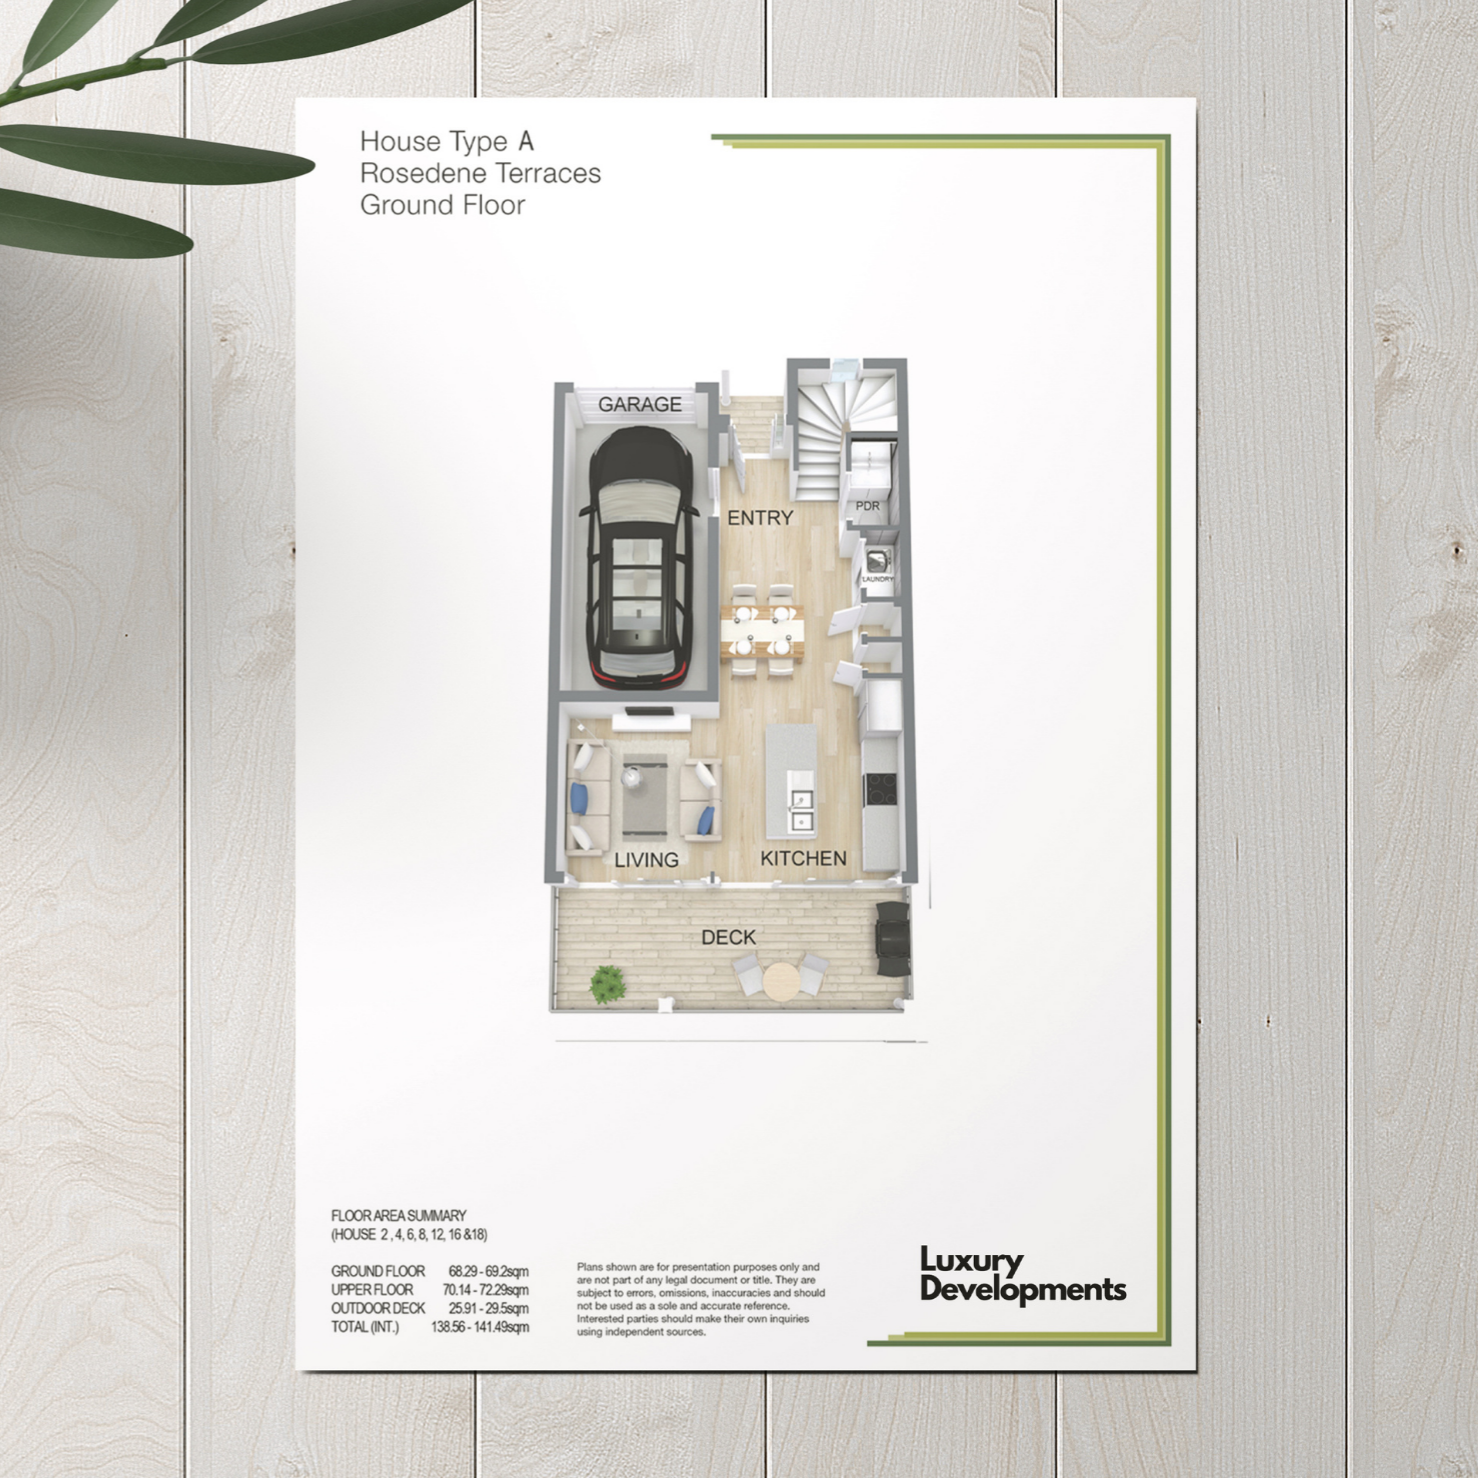 House Type A
Rosedene Terraces
Ground Floor
GARAGE
PDR
ENTRY
LAUNDRY
LIVING
KITCHEN
DECK
FLOOR AREA SUMMARY
(HOUSE 2 , 4, 6, 8, 12, 16 &18)
GROUND FLOOR 68.29 - 69.2sqm
UPPER FLOOR 70.14 - 72.29sqm
OUTDOOR DECK 25.91 - 29.5sqm
TOTAL (INT.) 138.56 - 141.49sqm
Plans shown are for presentation purposes only and
are not part of any legal document or title. They are
subject to errors, omissions, inaccuracies and should
not be used as a sole and accurate reference.
Interested parties should make their own inquiries
using independent sources.
Luxury
Developments